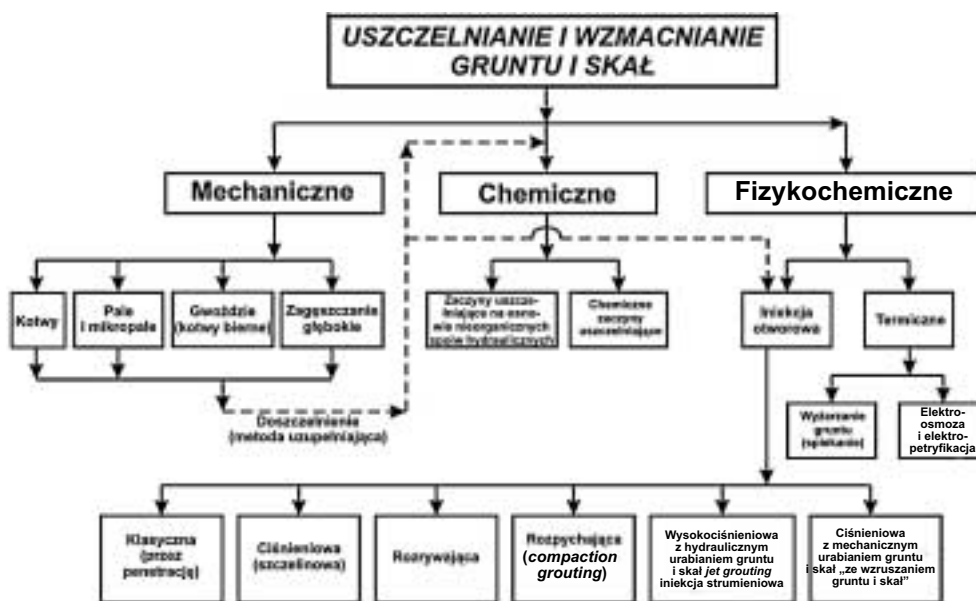 USZCZELNIANIE I WZMACNIANIE
GRUNTU I SKAŁ
Mechaniczne
Chemiczne
Fizykochemiczne
Kotwy
Pale
i mikropale
Gwoździe
(kotwy bierne)
Zagęszczania
głębokie
Zaczyny uszcze-
lniające na osno-
wie nieorganicznych
spoiw hydraulicznych
Chemiczne
zaczyny
uszczelniające
Iniekcja
otworowa
Termiczne
Doszczelnienie
(metoda uzupełniająca)
Wyżarzanie
gruntu
(spiekanie)
Elektro-
osmoza
i elektro-
petryfikacja
Klasyczna
(przez
penetrację)
Ciśnieniowa
(szczelinowa)
Rozrywająca
Rozpychająca
(compaction
grouting)
Wysokociśnieniowa
z hydraulicznym
urabianiem gruntu
i skał jet grouting
iniekcja strumieniowa
Ciśnieniowa
z mechanicznym
urabianiem gruntu
i skał „ze wzruszaniem
gruntu i skał”